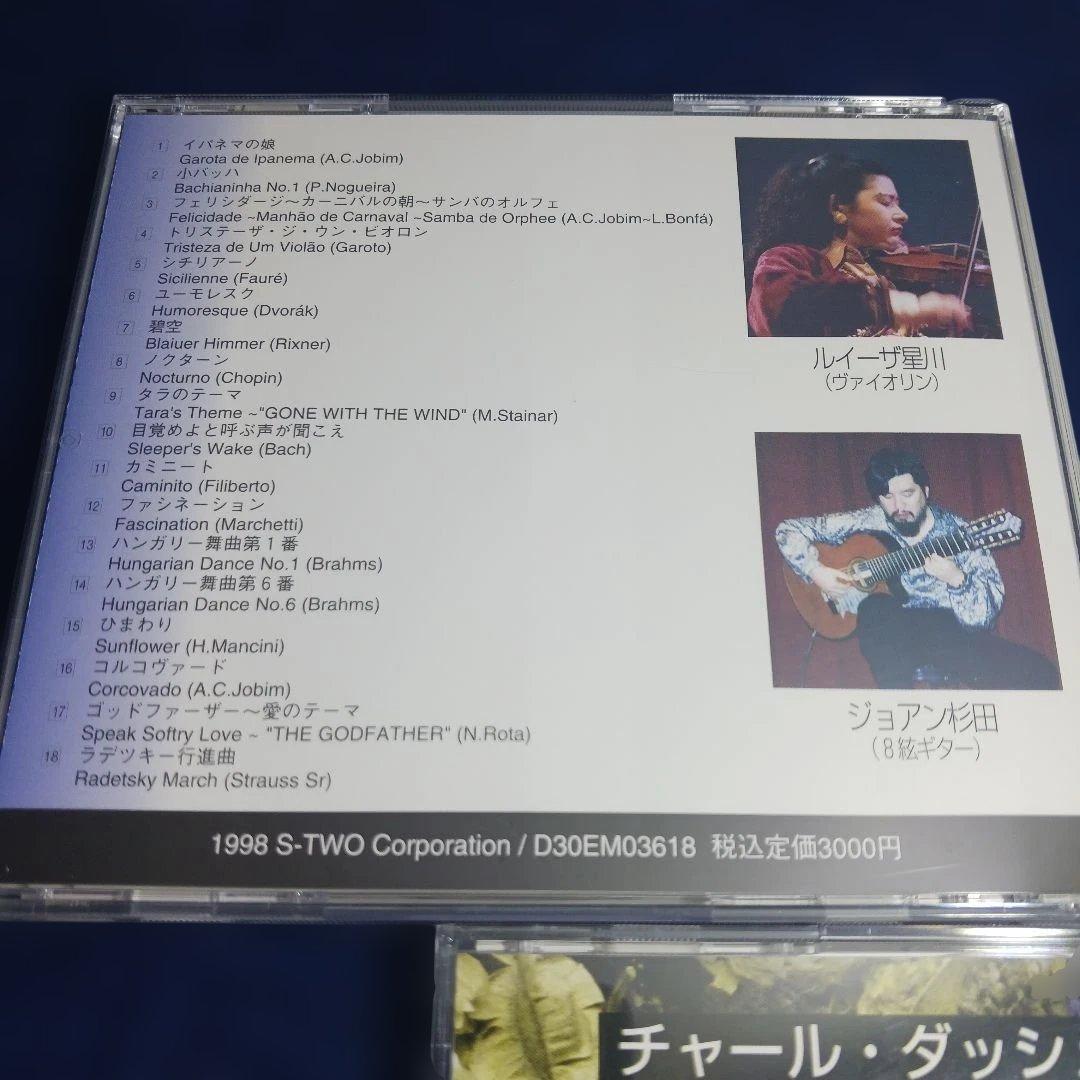 1 イパネマの娘
Garota de Ipanema (A.C.Jobim)
2 小バッハ
Bachianinha No.1 (P.Nogueira)
3 フェリシダージ〜カーニバルの朝〜サンバのオルフェ
Felicidade ~Manhão de Carnaval ~Samba de Orphee (A.C.Jobim~L.Bonfá)
4 トリステーザ・ジ・ウン・ビオロン
Tristeza de Um Violão (Garoto)
5 シチリアーノ
Sicilienne (Fauré)
6 ユーモレスク
Humoresque (Dvorák)
7 碧空
Blaiuer Himmer (Rixner)
8 ノクターン
Nocturno (Chopin)
9 タラのテーマ
Tara's Theme ~"GONE WITH THE WIND" (M.Stainar)
10 目覚めよと呼ぶ声が聞こえ
Sleeper's Wake (Bach)
11 カミニート
Caminito (Filiberto)
12 ファシネーション
Fascination (Marchetti)
13 ハンガリー舞曲第1番
Hungarian Dance No.1 (Brahms)
14 ハンガリー舞曲第6番
Hungarian Dance No.6 (Brahms)
15 ひまわり
Sunflower (H.Mancini)
16 コルコヴァード
Corcovado (A.C.Jobim)
17 ゴッドファーザー〜愛のテーマ
Speak Softry Love ~ "THE GODFATHER" (N.Rota)
18 ラデツキー行進曲
Radetsky March (Strauss Sr)
ルイーザ星川
(ヴァイオリン)
ジョアン杉田
(8絃ギター)
1998 S-TWO Corporation / D30EM03618 税込定価3000円
チャール・ダッシ